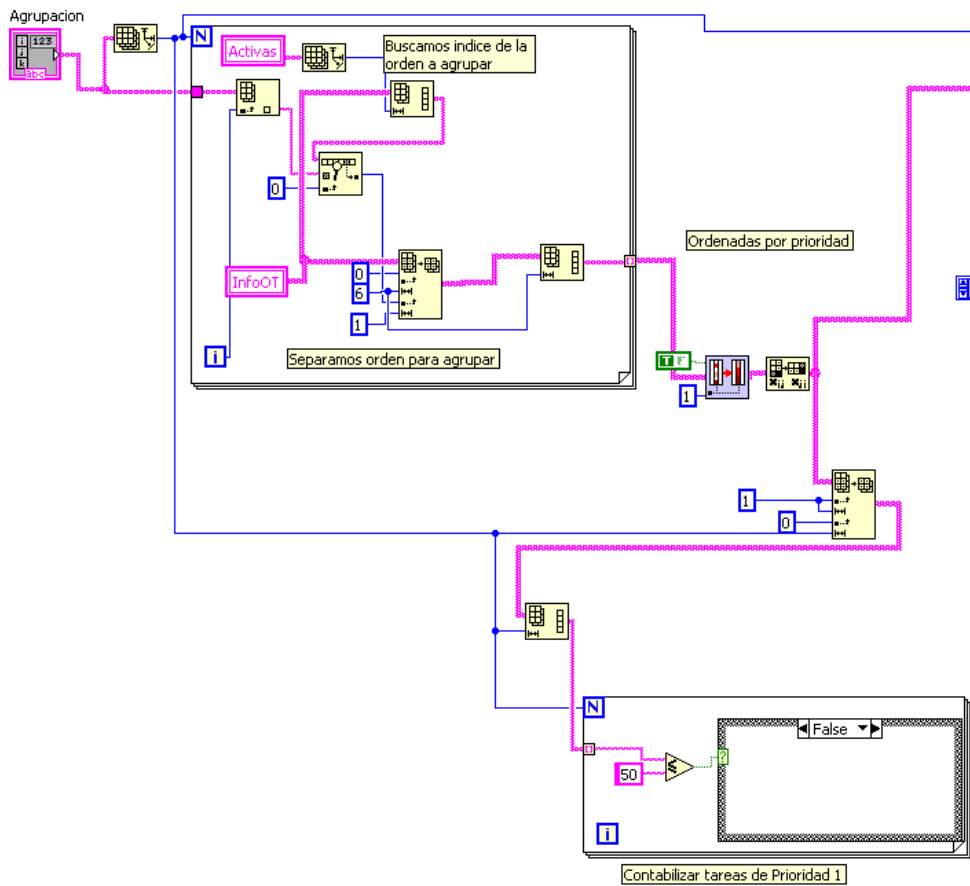 Agrupacion
123
i
j
k
abc
N
Activas
Buscamos indice de la
orden a agrupar
0
InfoOT
0
6
1
i
Separamos orden para agrupar
Ordenadas por prioridad
T
1
1
0
N
False
?
50
i
Contabilizar tareas de Prioridad 1